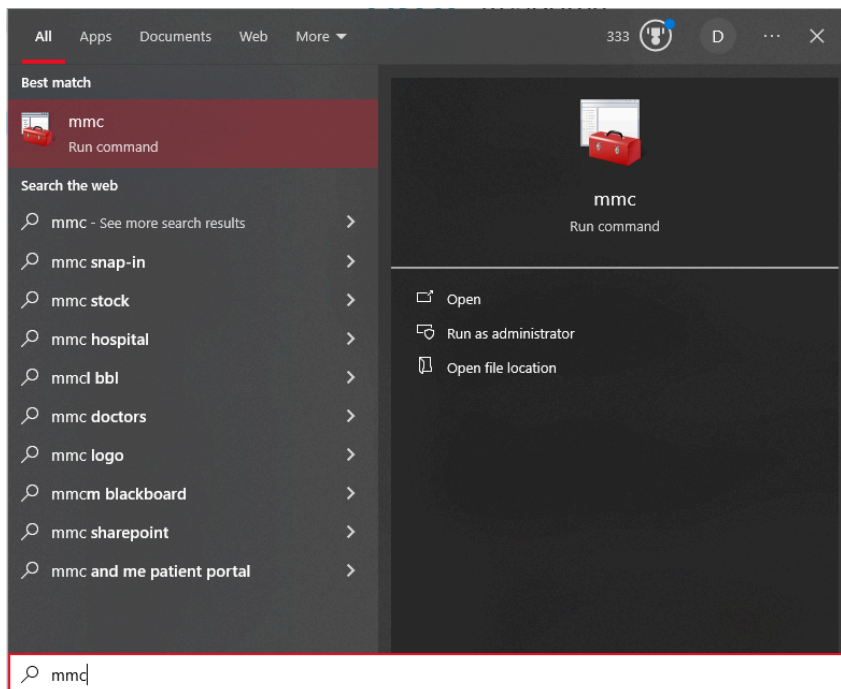 All Apps Documents Web More 333 D ...
Best match
mmc
Run command
Search the web
mmc - See more search results
mmc snap-in
mmc stock
mmc hospital
mmcl bbl
mmc doctors
mmc logo
mmcm blackboard
mmc sharepoint
mmc and me patient portal
mmc
Run command
Open
Run as administrator
Open file location
mmc